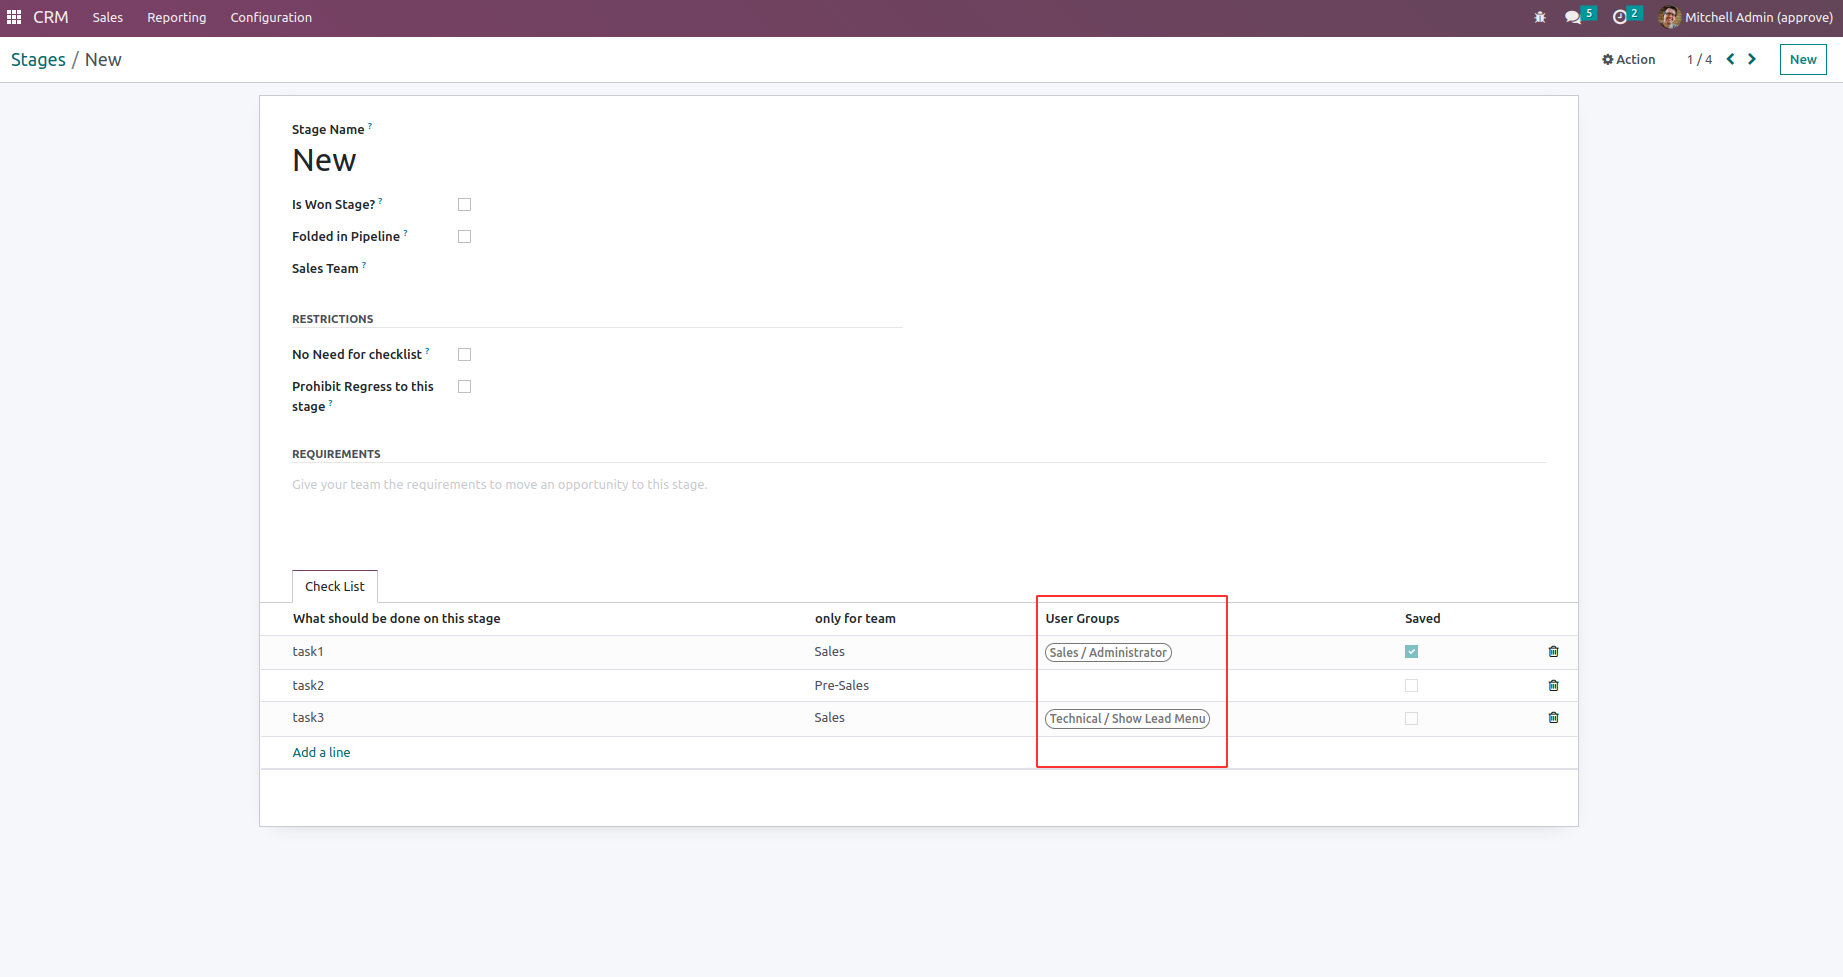 CRM Sales Reporting Configuration 5 2 Mitchell Admin (approve)
Stages / New Action 1 / 4 New
Stage Name ?
New
Is Won Stage? ?
Folded in Pipeline ?
Sales Team ?
RESTRICTIONS
No Need for checklist ?
Prohibit Regress to this
stage ?
REQUIREMENTS
Give your team the requirements to move an opportunity to this stage.
Check List
What should be done on this stage only for team User Groups Saved
task1 Sales Sales / Administrator
task2 Pre-Sales
task3 Sales Technical / Show Lead Menu
Add a line